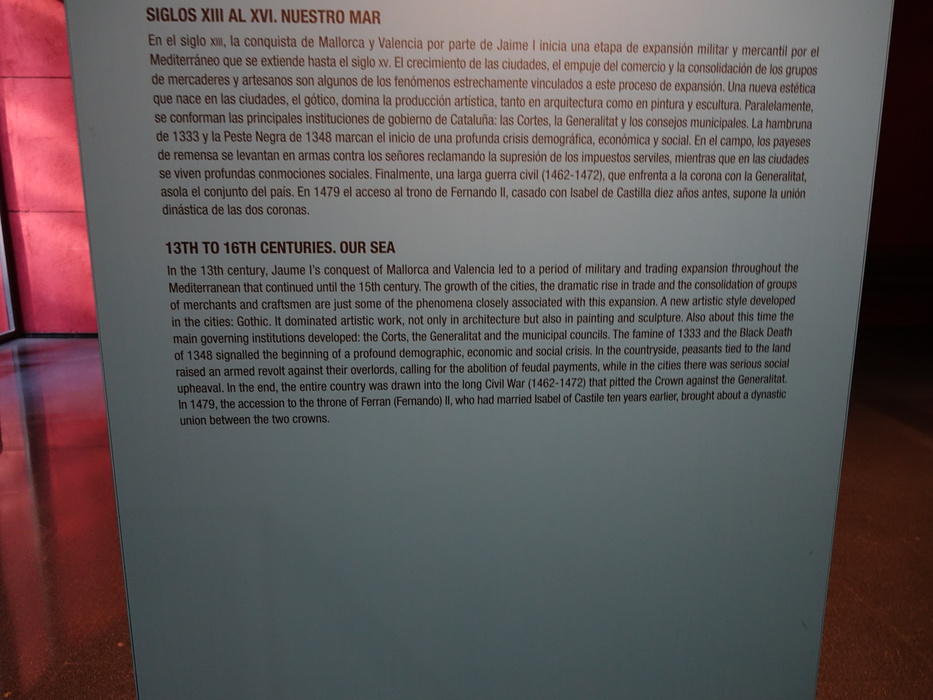 SIGLOS XIII AL XVI. NUESTRO MAR
En el siglo XIII, la conquista de Mallorca y Valencia por parte de Jaime I inicia una etapa de expansión militar y mercantil por el
Mediterráneo que se extiende hasta el siglo XV. El crecimiento de las ciudades, el empuje del comercio y la consolidación de los grupos
de mercaderes y artesanos son algunos de los fenómenos estrechamente vinculados a este proceso de expansión. Una nueva estética
que nace en las ciudades, el gótico, domina la producción artística, tanto en arquitectura como en pintura y escultura. Paralelamente,
se conforman las principales instituciones de gobierno de Cataluña: las Cortes, la Generalitat y los consejos municipales. La hambruna
de 1333 y la Peste Negra de 1348 marcan el inicio de una profunda crisis demográfica, económica y social. En el campo, los payeses
de remensa se levantan en armas contra los señores reclamando la supresión de los impuestos serviles, mientras que en las ciudades
se viven profundas conmociones sociales. Finalmente, una larga guerra civil (1462-1472), que enfrenta a la corona con la Generalitat,
asola el conjunto del país. En 1479 el acceso al trono de Fernando II, casado con Isabel de Castilla diez años antes, supone la unión
dinástica de las dos coronas.
13TH TO 16TH CENTURIES. OUR SEA
In the 13th century, Jaume I's conquest of Mallorca and Valencia led to a period of military and trading expansion throughout the
Mediterranean that continued until the 15th century. The growth of the cities, the dramatic rise in trade and the consolidation of groups
of merchants and craftsmen are just some of the phenomena closely associated with this expansion. A new artistic style developed
in the cities: Gothic. It dominated artistic work, not only in architecture but also in painting and sculpture. Also about this time the
main governing institutions developed: the Corts, the Generalitat and the municipal councils. The famine of 1333 and the Black Death
of 1348 signalled the beginning of a profound demographic, economic and social crisis. In the countryside, peasants tied to the land
raised an armed revolt against their overlords, calling for the abolition of feudal payments, while in the cities there was serious social
upheaval. In the end, the entire country was drawn into the long Civil War (1462-1472) that pitted the Crown against the Generalitat.
In 1479, the accession to the throne of Ferran (Fernando) II, who had married Isabel of Castile ten years earlier, brought about a dynastic
union between the two crowns.